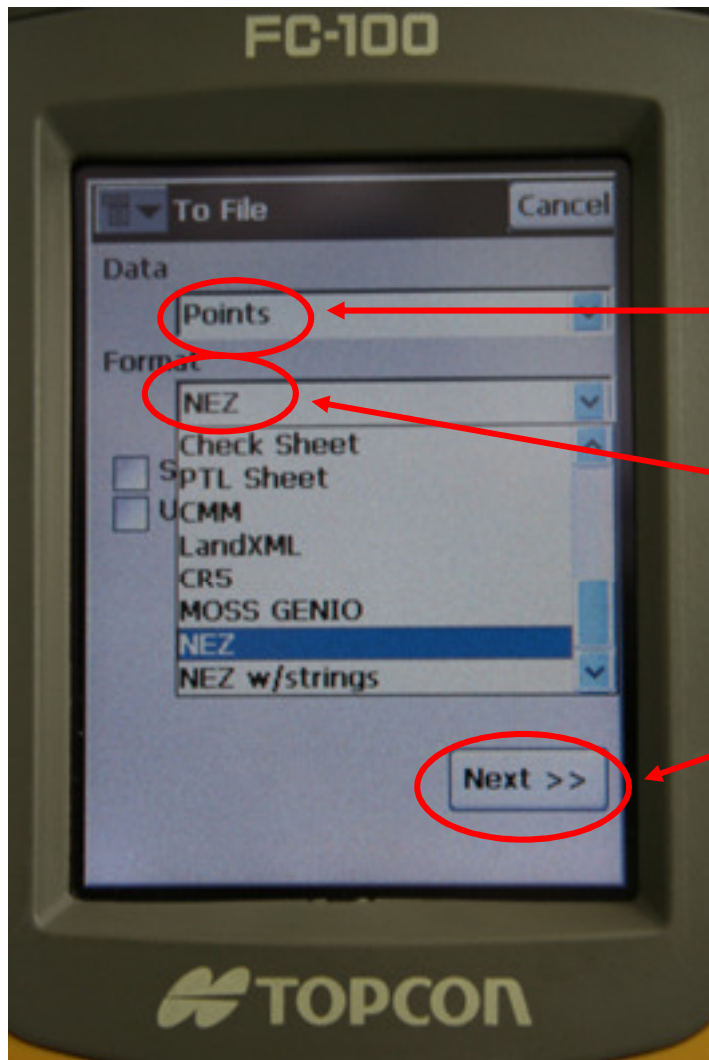 FC-100
To File Cancel
Data
Points
Format
NEZ
Check Sheet
S
PTL Sheet
U
CMM
LandXML
CR5
MOSS GENIO
NEZ
NEZ w/strings
Next >>
TOPCON